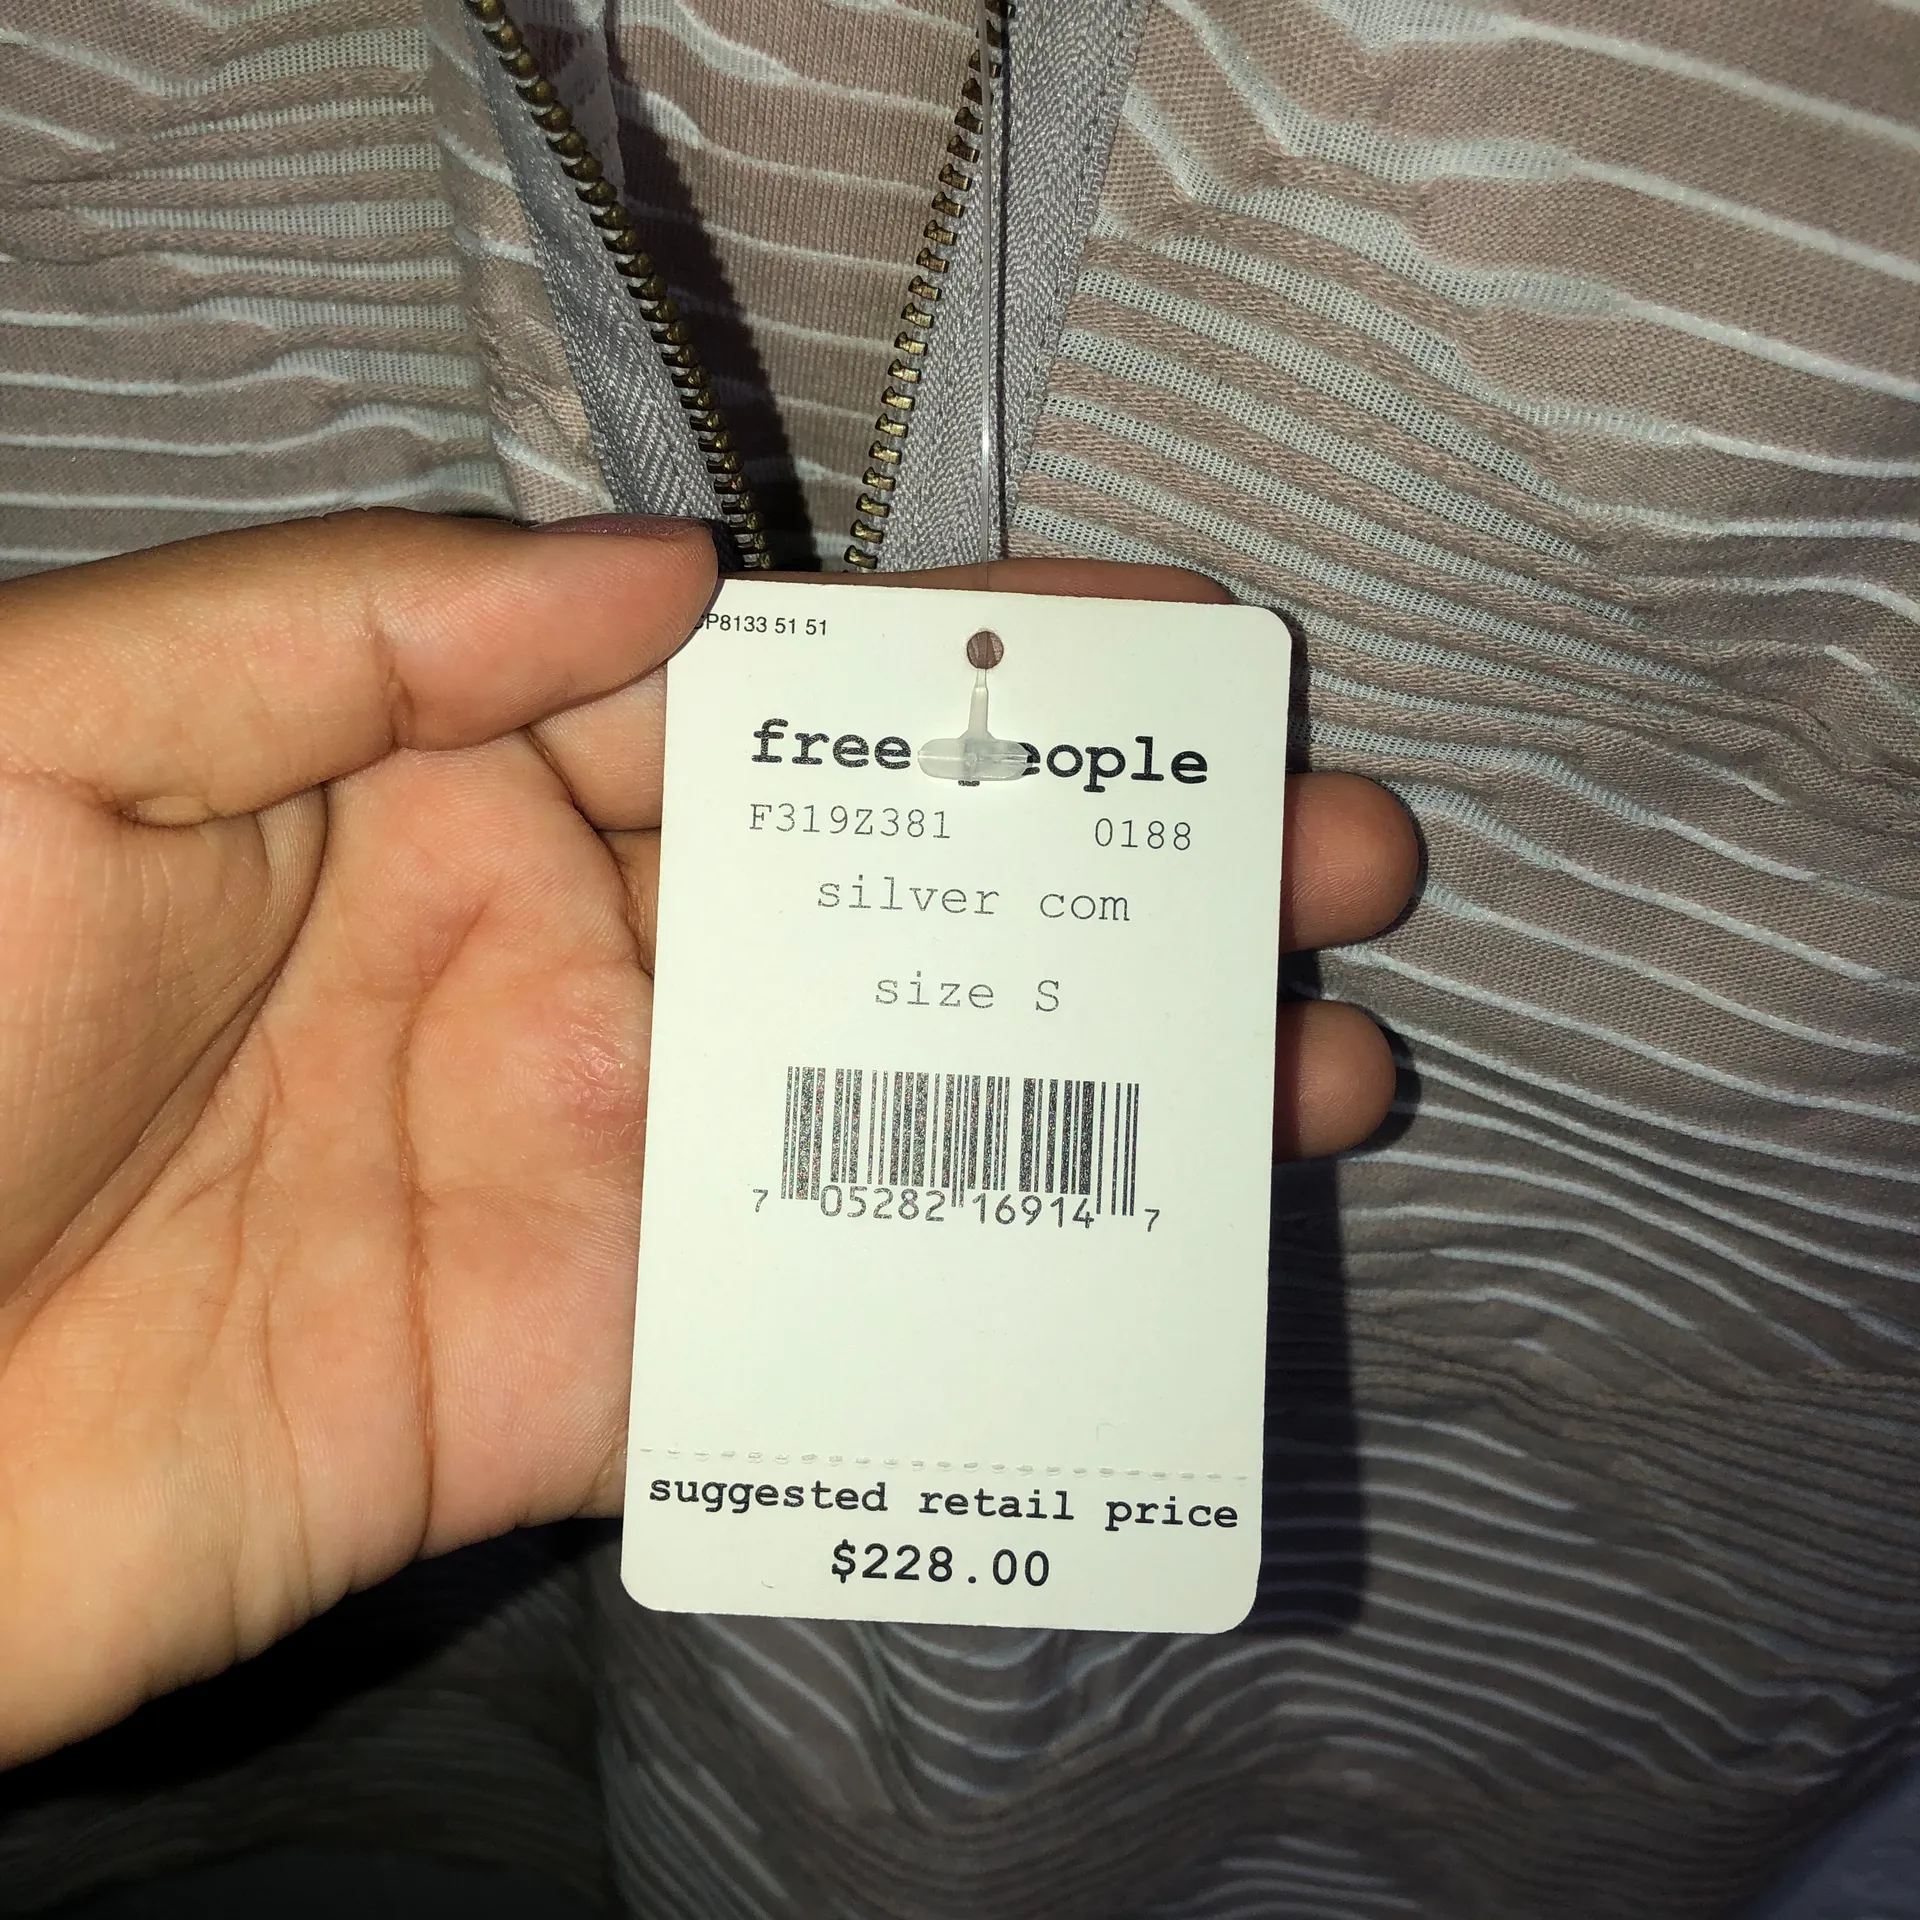 P8133 51 51
free people
F319Z381 0188
silver com
size S
7 05282 16914 7
suggested retail price
$228.00